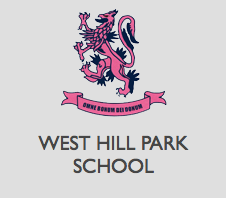 OMNE BONUM DEI DONUM
WEST HILL PARK
SCHOOL